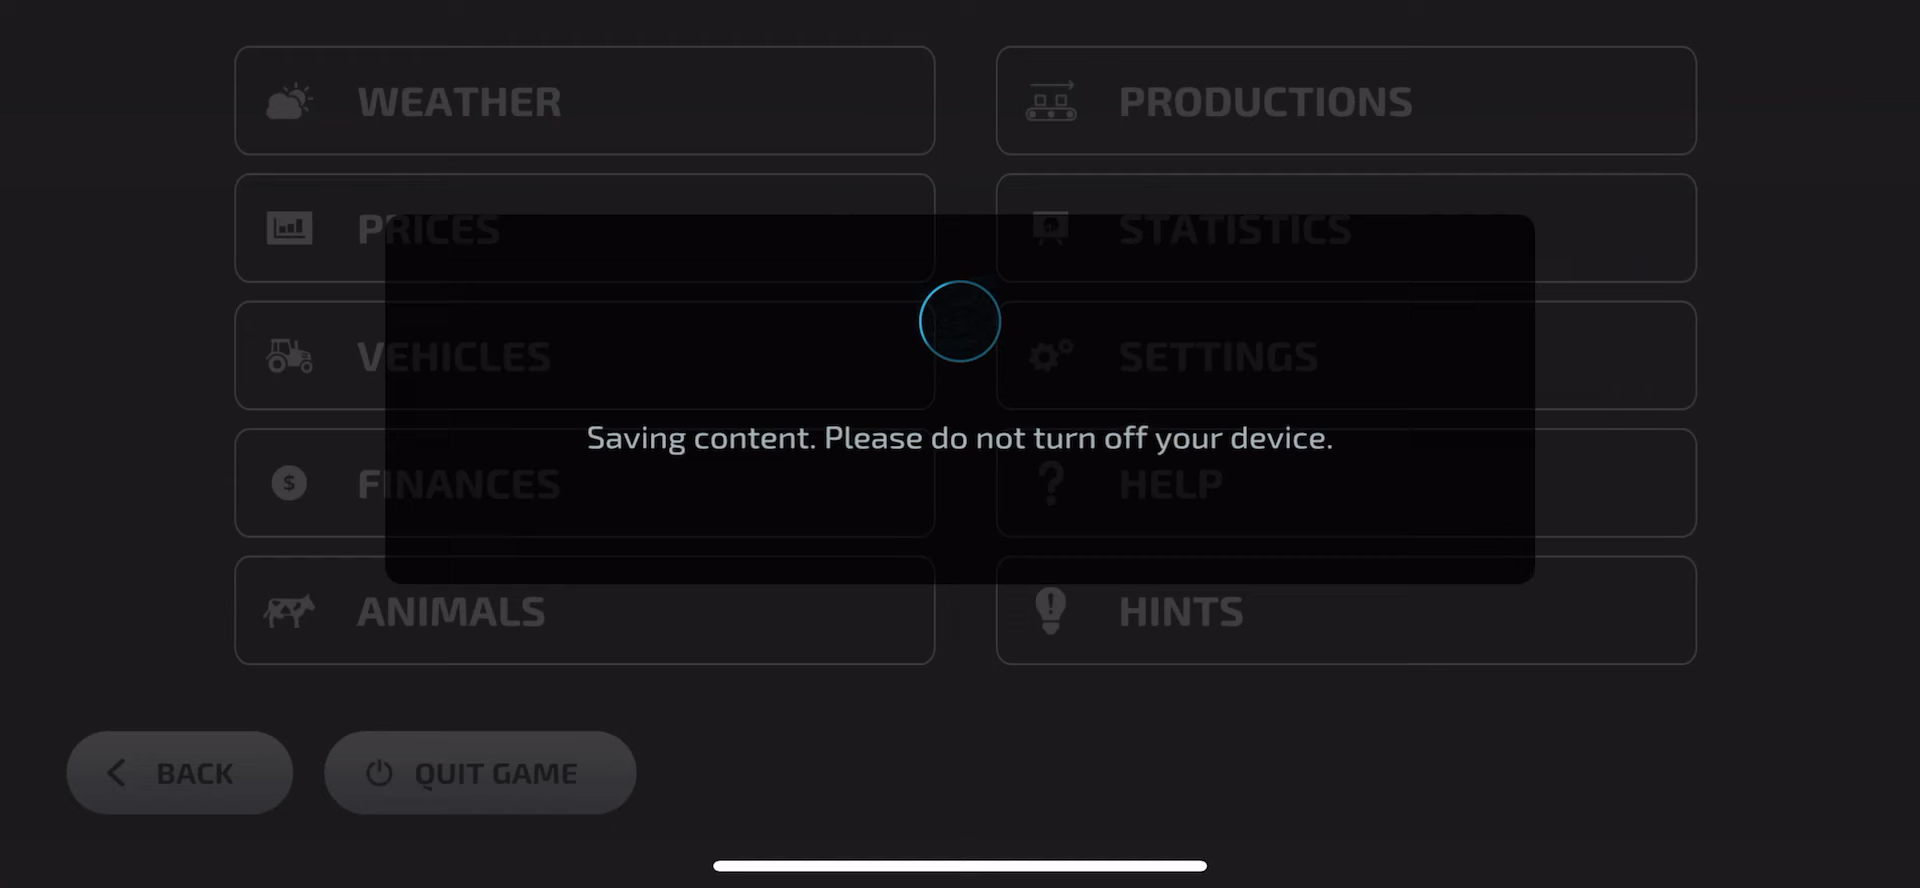 WEATHER
PRODUCTIONS
PRICES
STATISTICS
VEHICLES
SETTINGS
Saving content. Please do not turn off your device.
FINANCES
HELP
ANIMALS
HINTS
BACK
QUIT GAME